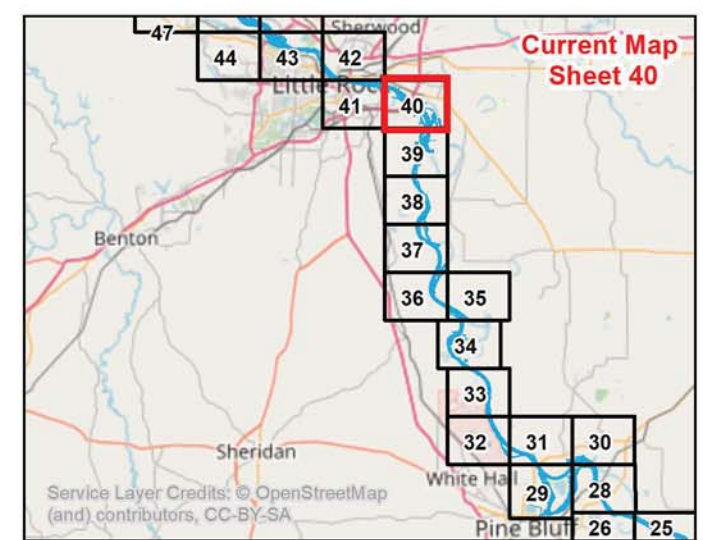 Sherwood
47
44
43
42
Current Map
Sheet 40
Little Roc
41
40
39
38
Benton
37
36
35
34
33
32
31
30
Sheridan
White Hall
29
28
Service Layer Credits: © OpenStreetMap
(and) contributors, CC-BY-SA
Pine Bluff
26
25